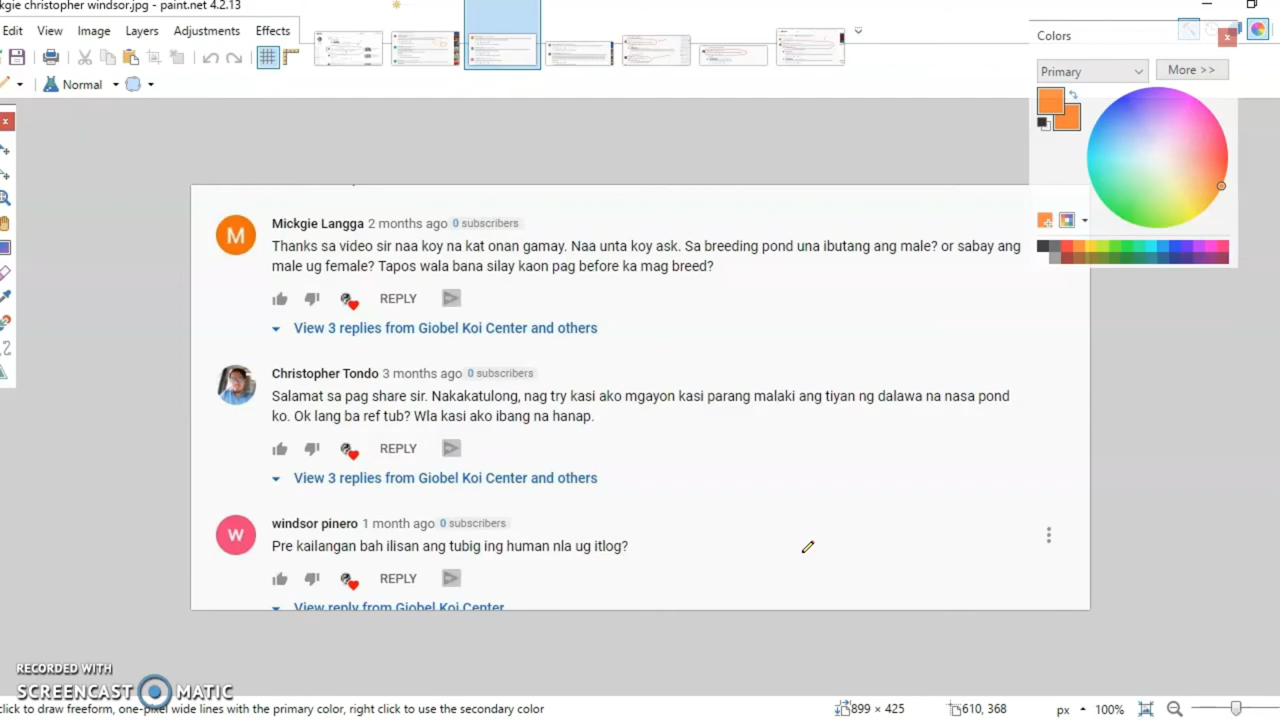 kgie christopher windsor.jpg - paint.net 4.2.13
Edit View Image Layers Adjustments Effects
Normal
Colors
Primary
More >>
Mickgie Langga 2 months ago 0 subscribers
Thanks sa video sir naa koy na kat onan gamay. Naa unta koy ask. Sa breeding pond una ibutang ang male? or sabay ang
male ug female? Tapos wala bana silay kaon pag before ka mag breed?
REPLY
View 3 replies from Giobel Koi Center and others
Christopher Tondo 3 months ago 0 subscribers
Salamat sa pag share sir. Nakakatulong, nag try kasi ako mgayon kasi parang malaki ang tiyan ng dalawa na nasa pond
ko. Ok lang ba ref tub? Wla kasi ako ibang na hanap.
REPLY
View 3 replies from Giobel Koi Center and others
W
windsor pinero 1 month ago 0 subscribers
Pre kailangan bah ilisan ang tubig ing human nla ug itlog?
REPLY
View reply from Giobel Koi Center
RECORDED WITH
SCREENCAST MATIC
click to draw freeform, one-pixel wide lines with the primary color, right click to use the secondary color
899 × 425
610, 368
px
100%